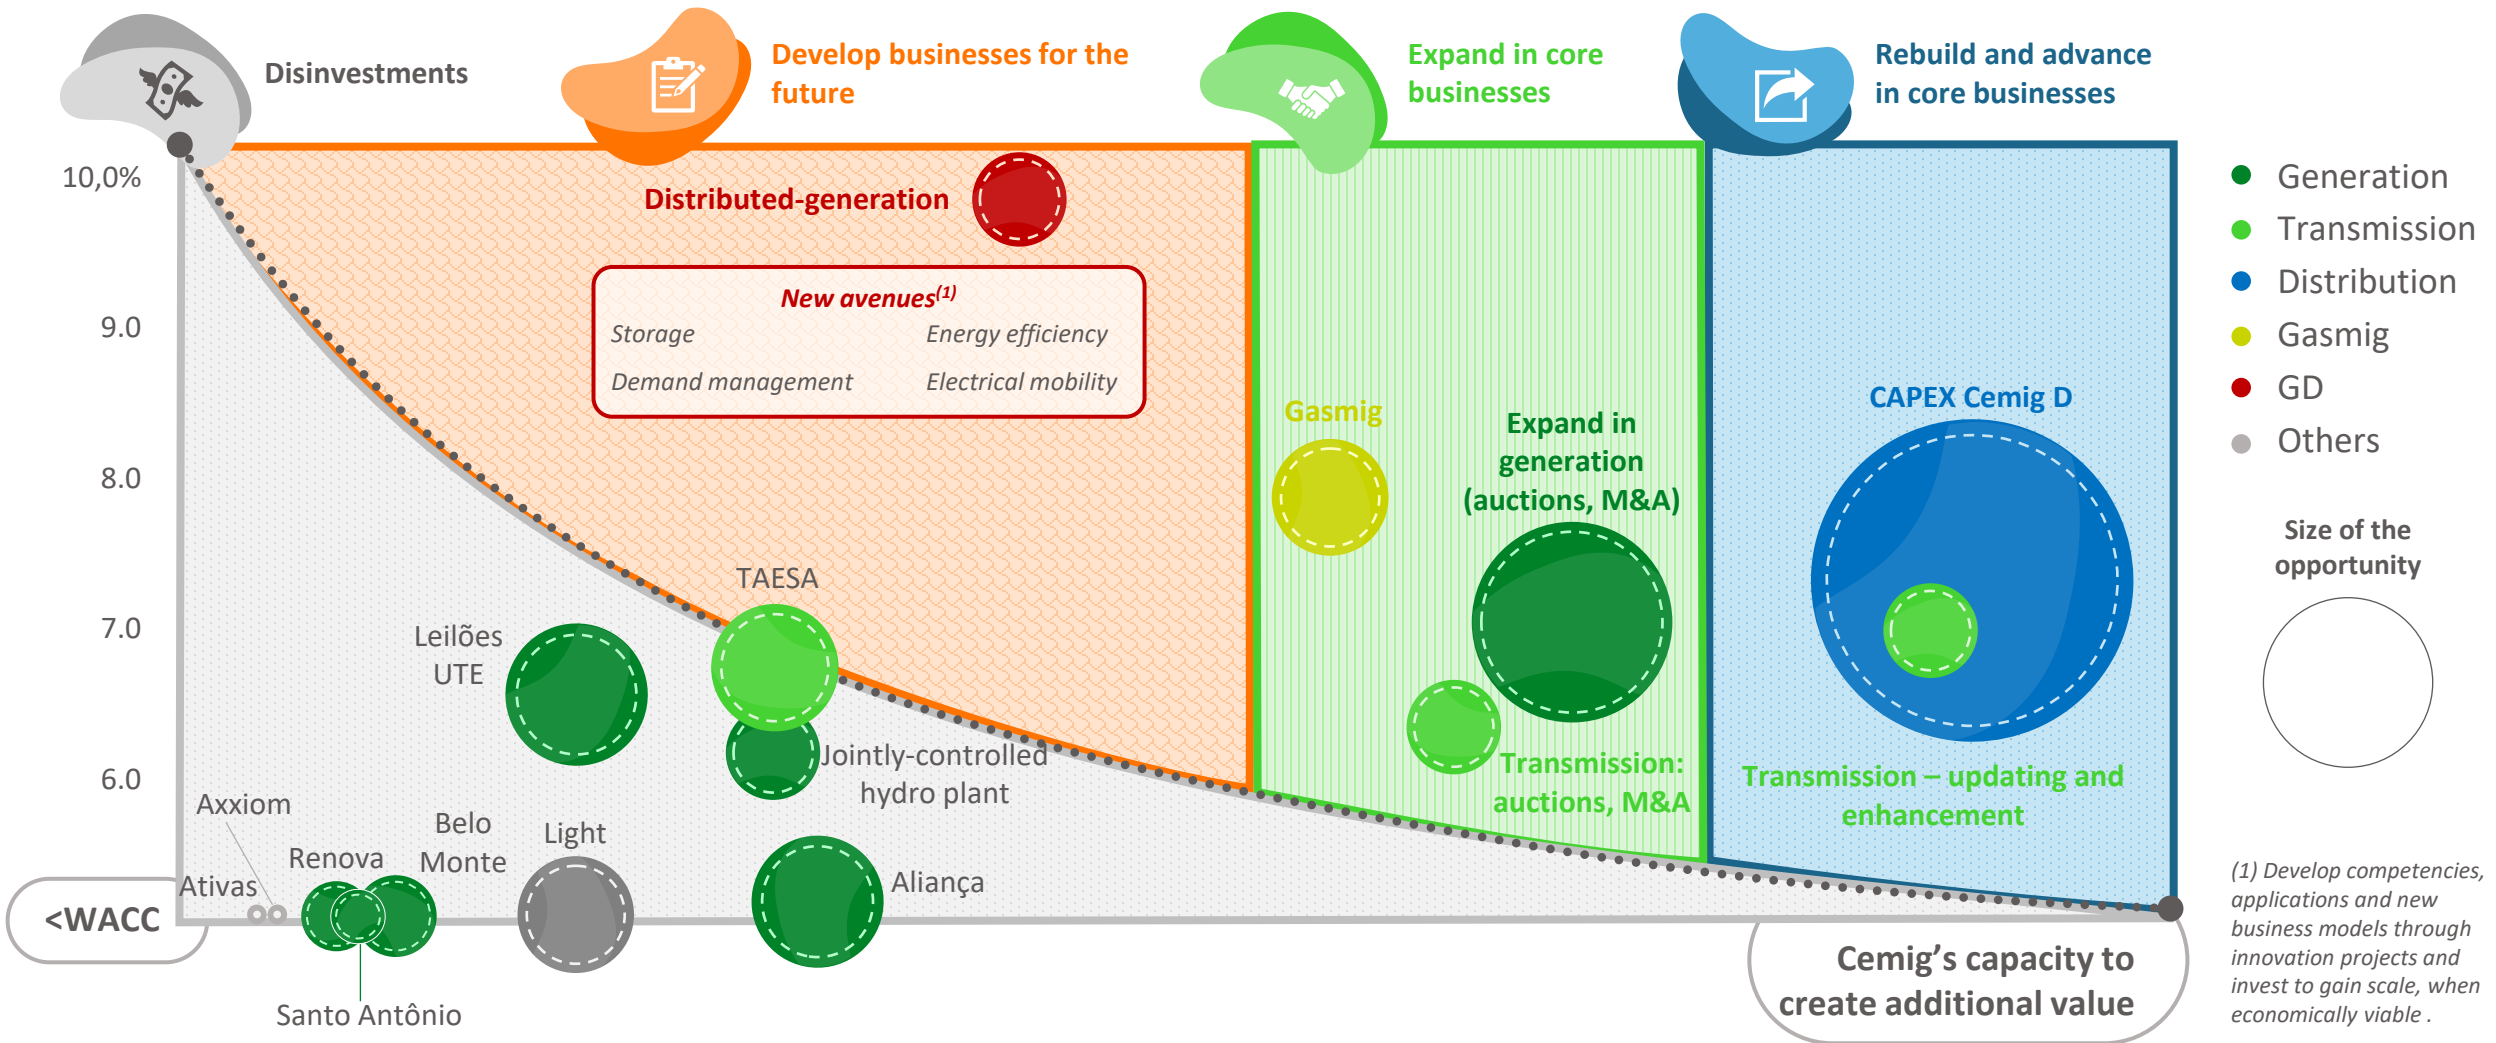 Disinvestments
Develop businesses for the
future
Expand in core
businesses
Rebuild and advance
in core businesses
10,0%
9.0
8.0
7.0
6.0
<WACC
Distributed-generation
New avenues(1)
Storage
Energy efficiency
Demand management
Electrical mobility
TAESA
Leilões
UTE
Jointly-controlled
hydro plant
Axxiom
Ativas
Renova
Belo
Monte
Santo Antônio
Light
Aliança
Gasmig
Expand in
generation
(auctions, M&A)
Transmission:
auctions, M&A
CAPEX Cemig D
Transmission – updating and
enhancement
Cemig's capacity to
create additional value
Generation
Transmission
Distribution
Gasmig
GD
Others
Size of the
opportunity
(1) Develop competencies,
applications and new
business models through
innovation projects and
invest to gain scale, when
economically viable .